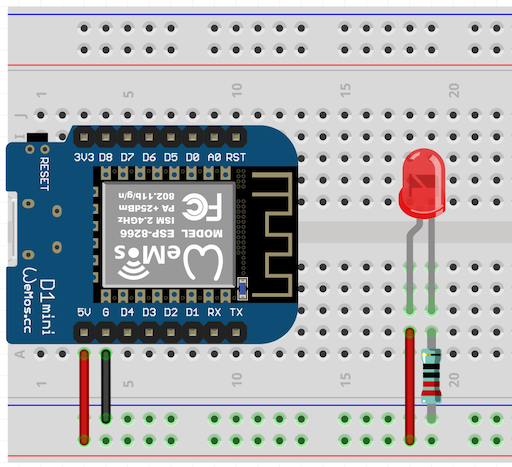 1 5 10 15 20
J
I
3V3 D8 D7 D6 D5 D0 A0 RST
RESET
802.11b/g/n
PA +25dBm
ISM 2.4GHz
MODEL ESP-8266
FC
WeMos
D1 mini
WeMos.cc
5V G D4 D3 D2 D1 RX TX
A
1 5 10 15 20